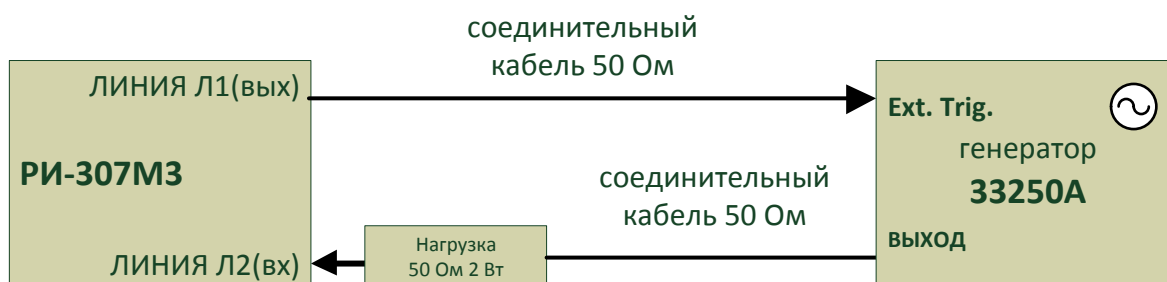 соединительный
кабель 50 Ом
ЛИНИЯ Л1(вых)
РИ-307М3
ЛИНИЯ Л2(вх)
Ext. Trig.
генератор
33250А
выход
соединительный
кабель 50 Ом
Нагрузка
50 Ом 2 Вт